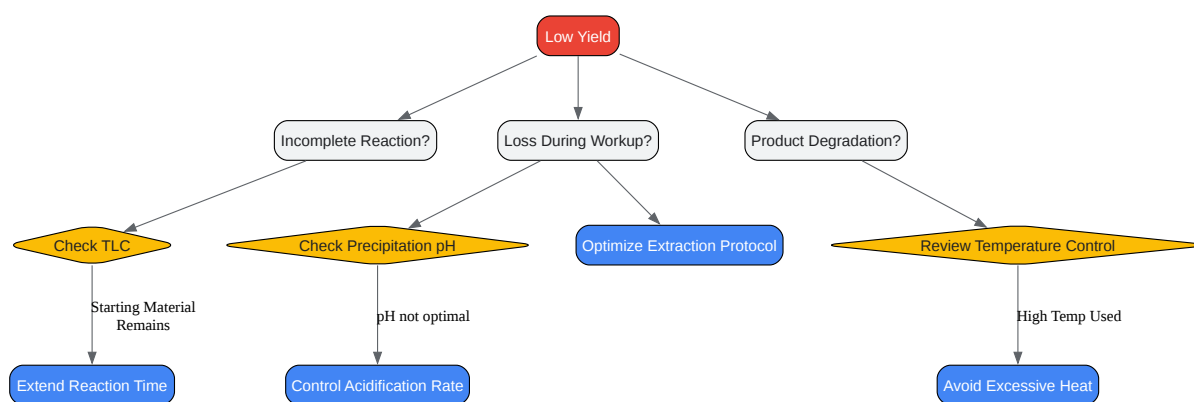 Low Yield
Incomplete Reaction?
Loss During Workup?
Product Degradation?
Check TLC
Check Precipitation pH
Optimize Extraction Protocol
Review Temperature Control
Starting Material
Remains
pH not optimal
High Temp Used
Extend Reaction Time
Control Acidification Rate
Avoid Excessive Heat